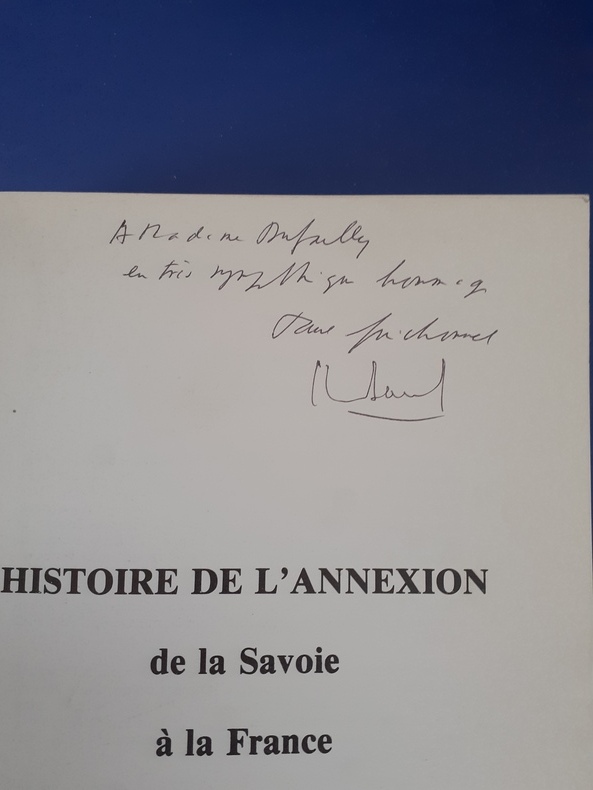 A Madame
en très sympathique hommage
Paul Guichonnet
HISTOIRE DE L'ANNEXION
de la Savoie
à la France